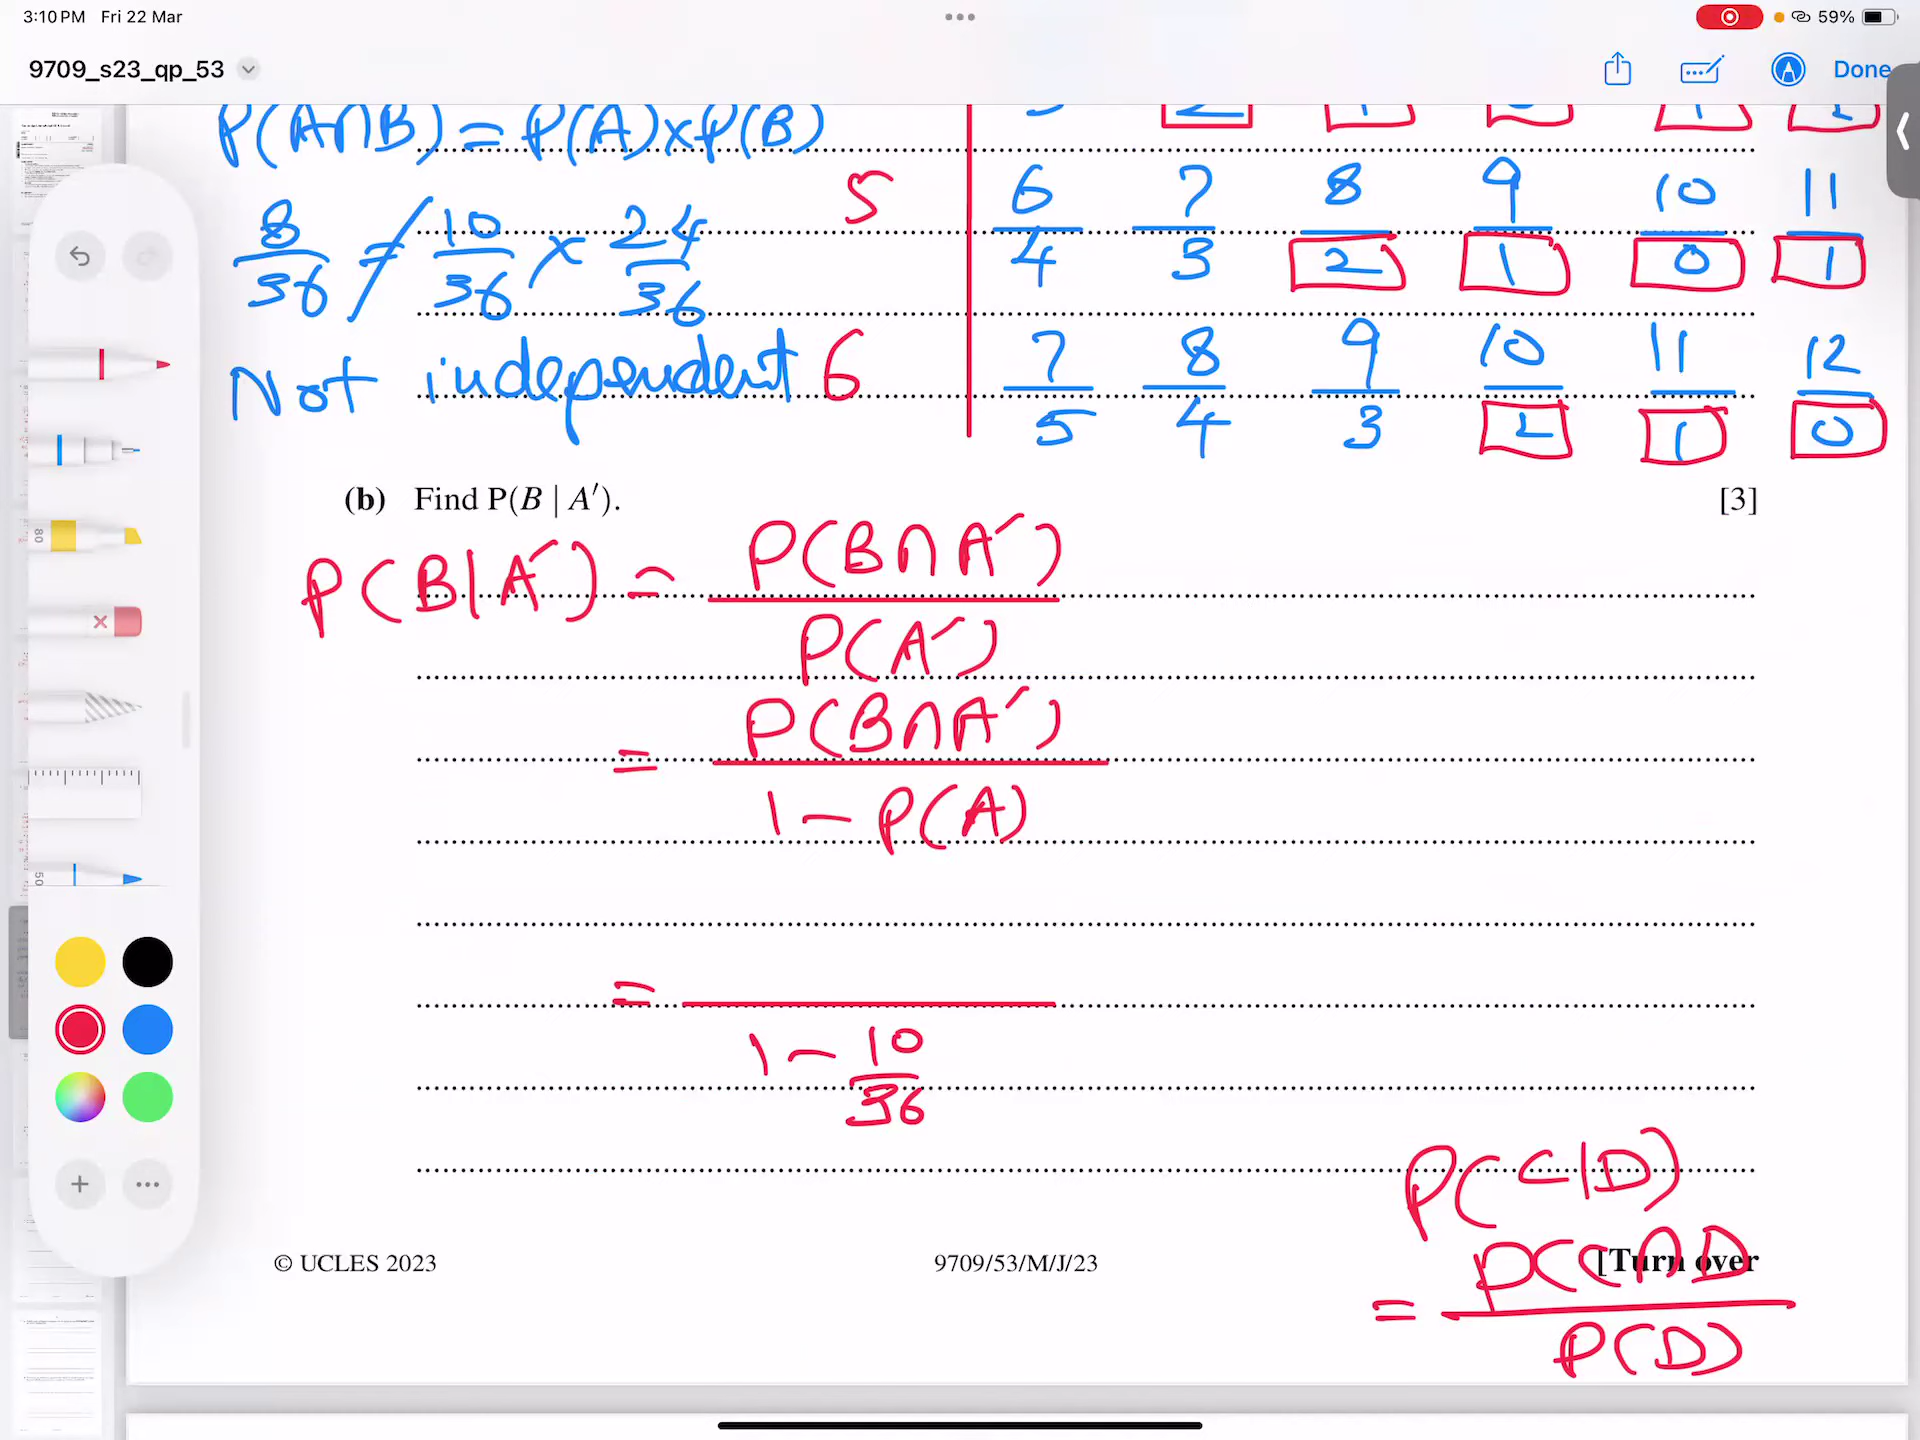 3:10 PM Fri 22 Mar
59%
9709_s23_qp_53
Done
P(A∩B) = P(A)×P(B)
5 6/4 7/3 8/2 9/1 10/0 11/1
8/36 ≠ 10/36 × 24/36
Not independent
6 7/5 8/4 9/3 10/2 11/1 12/0
(b) Find P(B | A′). [3]
P(B|A′) = P(B∩A′)/P(A′)
= P(B∩A′)/1 − P(A)
= 
1 − 10/36
P(C|D)
= P(C∩D/P(D)
© UCLES 2023
9709/53/M/J/23
[Turn over
80
50